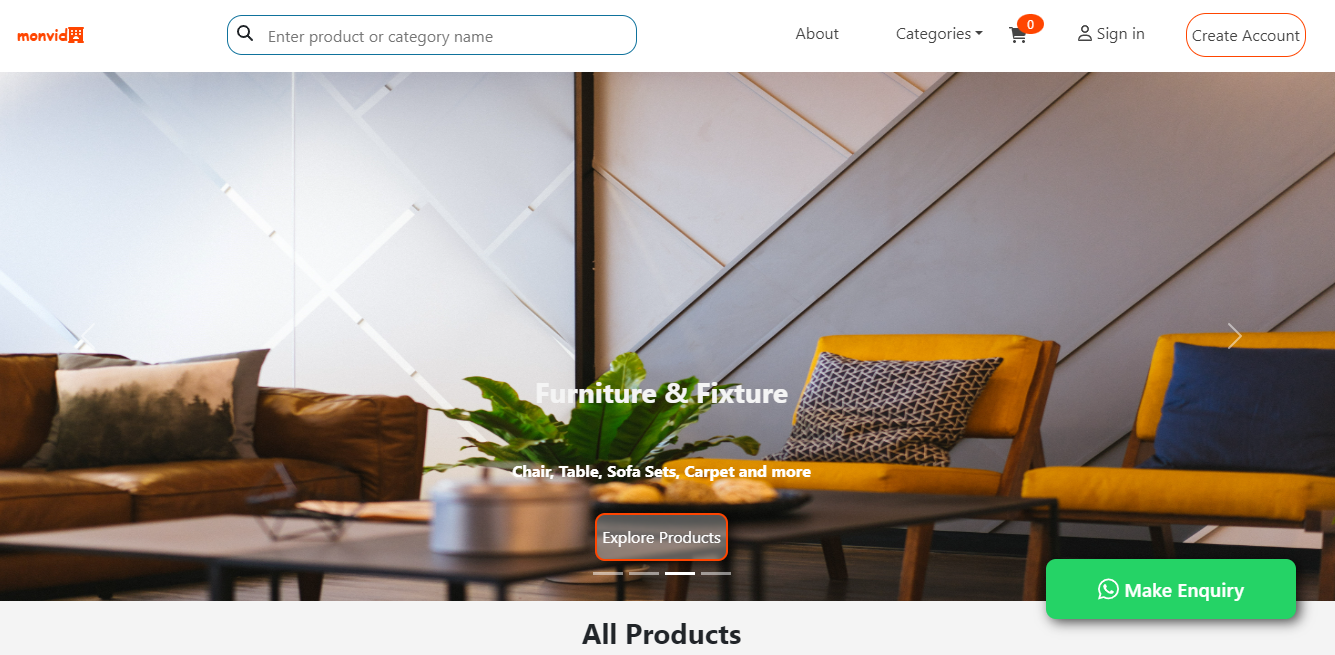 monvid
Enter product or category name
About
Categories
0
Sign in
Create Account
Furniture & Fixture
Chair, Table, Sofa Sets, Carpet and more
Explore Products
Make Enquiry
All Products